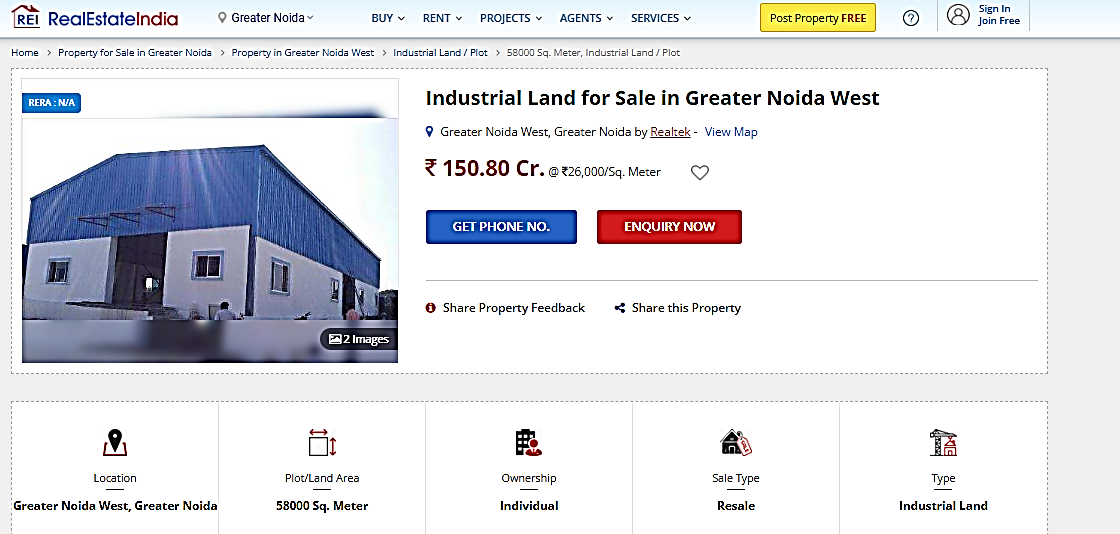 REI RealEstateIndia
Greater Noida
BUY RENT PROJECTS AGENTS SERVICES
Post Property FREE
?
Sign In
Join Free
Home > Property for Sale in Greater Noida > Property in Greater Noida West > Industrial Land / Plot > 58000 Sq. Meter, Industrial Land / Plot
RERA : N/A
2 Images
Industrial Land for Sale in Greater Noida West
Greater Noida West, Greater Noida by Realtek - View Map
₹ 150.80 Cr. @ ₹26,000/Sq. Meter
GET PHONE NO. ENQUIRY NOW
Share Property Feedback Share this Property
Location
Greater Noida West, Greater Noida
Plot/Land Area
58000 Sq. Meter
Ownership
Individual
Sale Type
Resale
Type
Industrial Land